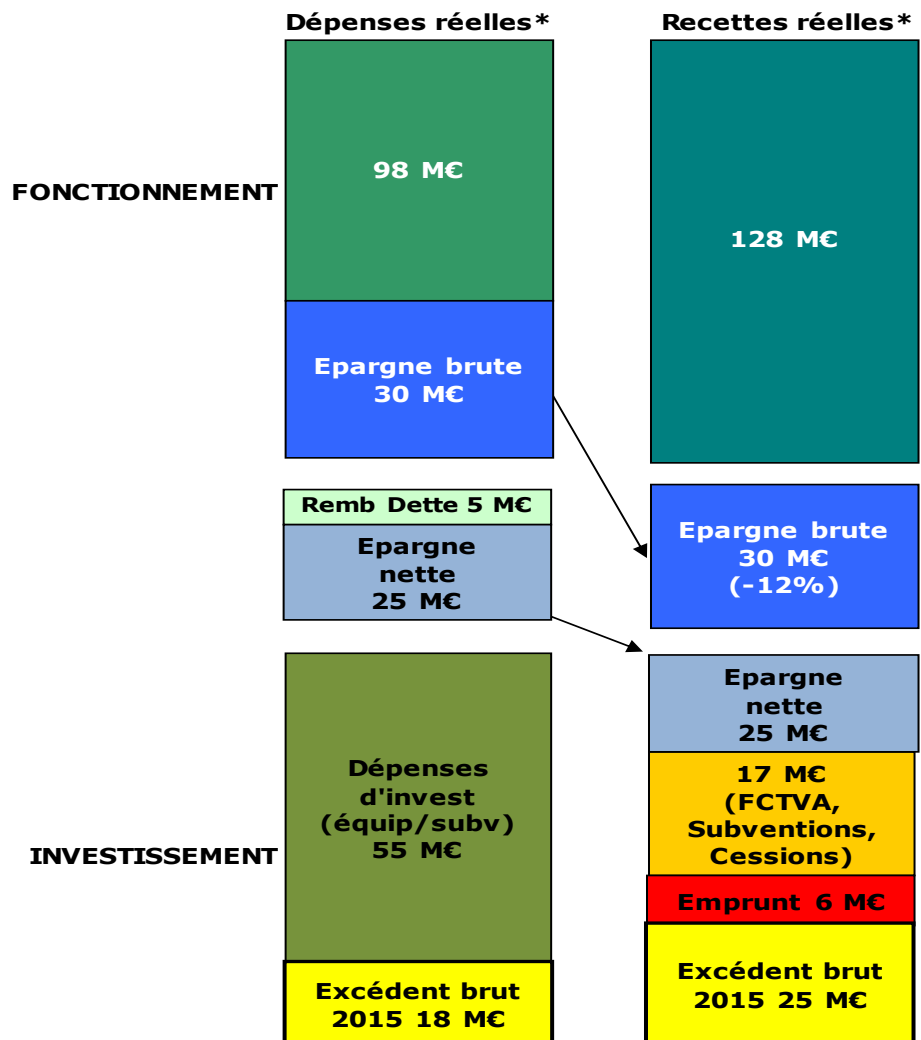 Dépenses réelles*
Recettes réelles*
FONCTIONNEMENT
98 M€
128 M€
Epargne brute
30 M€
Remb Dette 5 M€
Epargne
nette
25 M€
Epargne brute
30 M€
(-12%)
INVESTISSEMENT
Dépenses
d'invest
(équip/subv)
55 M€
Excédent brut
2015 18 M€
Epargne
nette
25 M€
17 M€
(FCTVA,
Subventions,
Cessions)
Emprunt 6 M€
Excédent brut
2015 25 M€